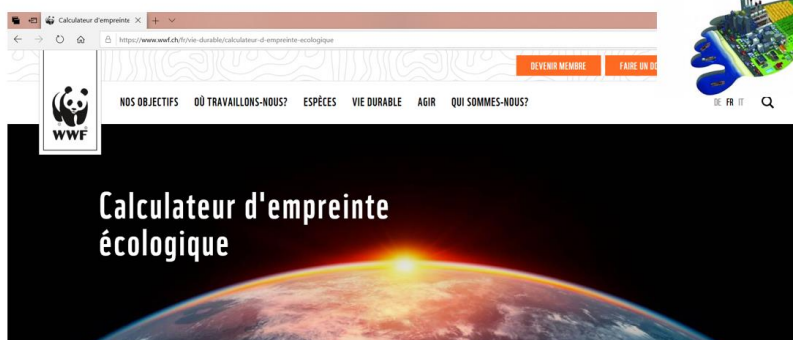 Calculateur d'empreinte
https://www.wwf.ch/fr/vie-durable/calculateur-d-empreinte-ecologique
DEVENIR MEMBRE FAIRE UN DO
NOS OBJECTIFS OÙ TRAVAILLONS-NOUS? ESPÈCES VIE DURABLE AGIR QUI SOMMES-NOUS? DE FR IT
WWF
Calculateur d'empreinte
écologique